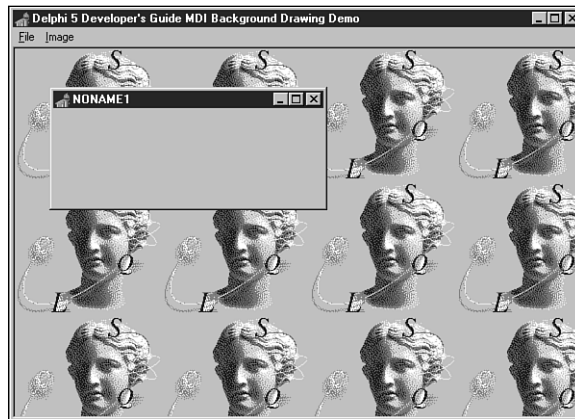 Delphi 5 Developer's Guide MDI Background Drawing Demo
File Image
NONAME1
S S
Q
L
S S S S
Q Q Q
L L L L
S S S S
Q Q Q